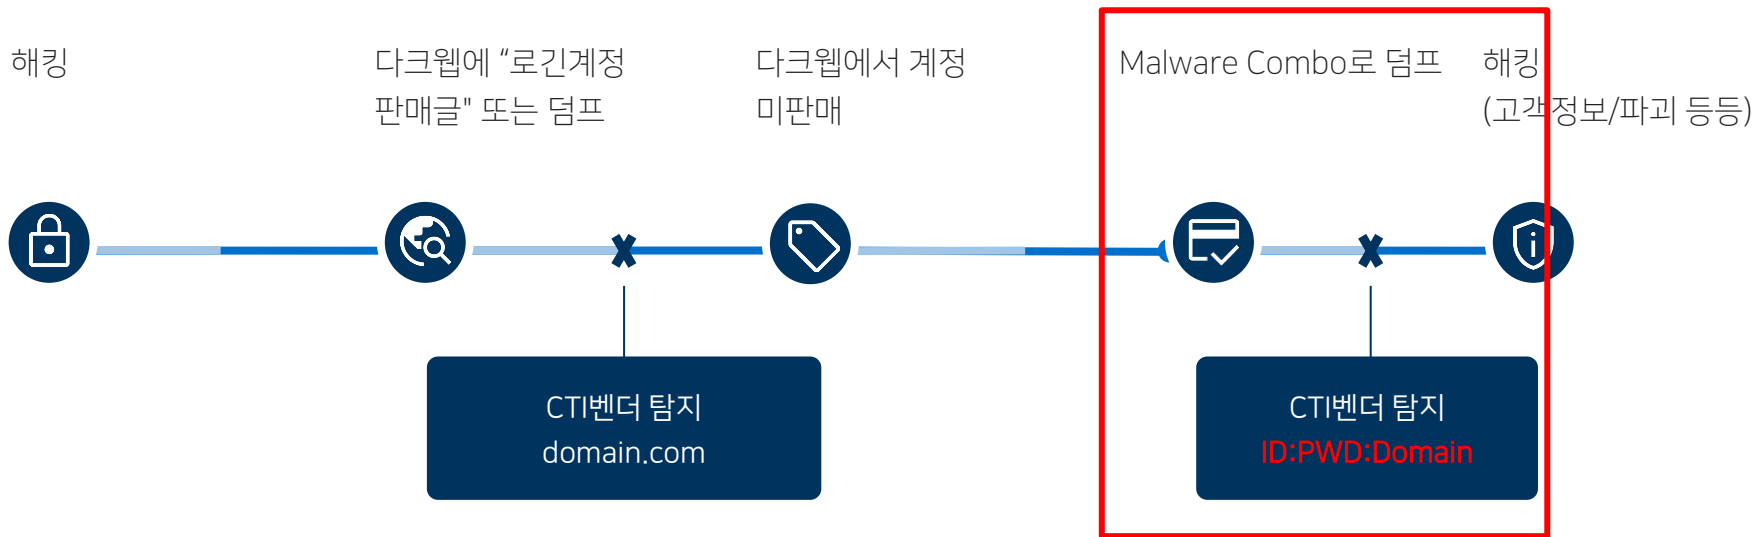 해킹
다크웹에 “로긴계정
판매글" 또는 덤프
다크웹에서 계정
미판매
Malware Combo로 덤프
해킹
(고객정보/파괴 등등)
CTI벤더 탐지
domain.com
CTI벤더 탐지
ID:PWD:Domain